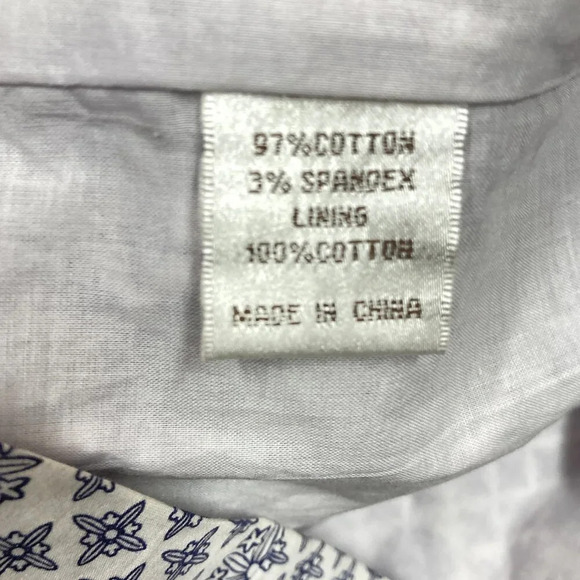 97%COTTON
3% SPANDEX
LINING
100%COTTON
MADE IN CHINA